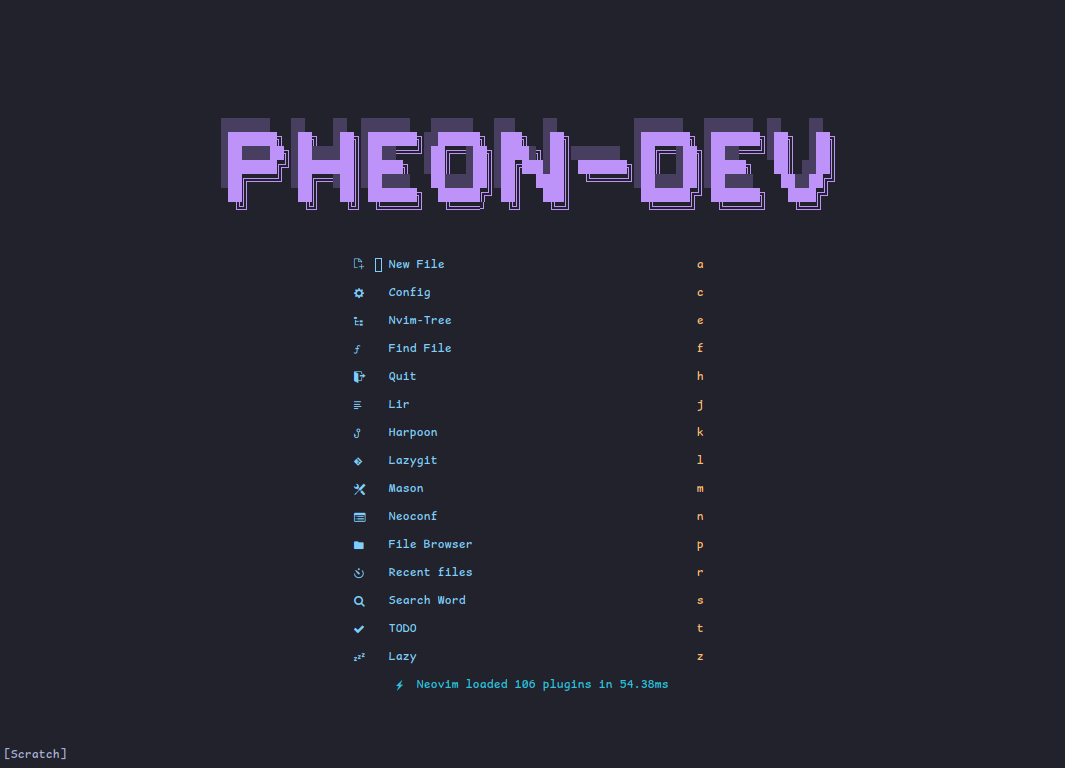 PHEON-DEV
New File a
Config c
Nvim-Tree e
Find File f
Quit h
Lir j
Harpoon k
Lazygit l
Mason m
Neoconf n
File Browser p
Recent files r
Search Word s
TODO t
Lazy z
Neovim loaded 106 plugins in 54.38ms
[Scratch]